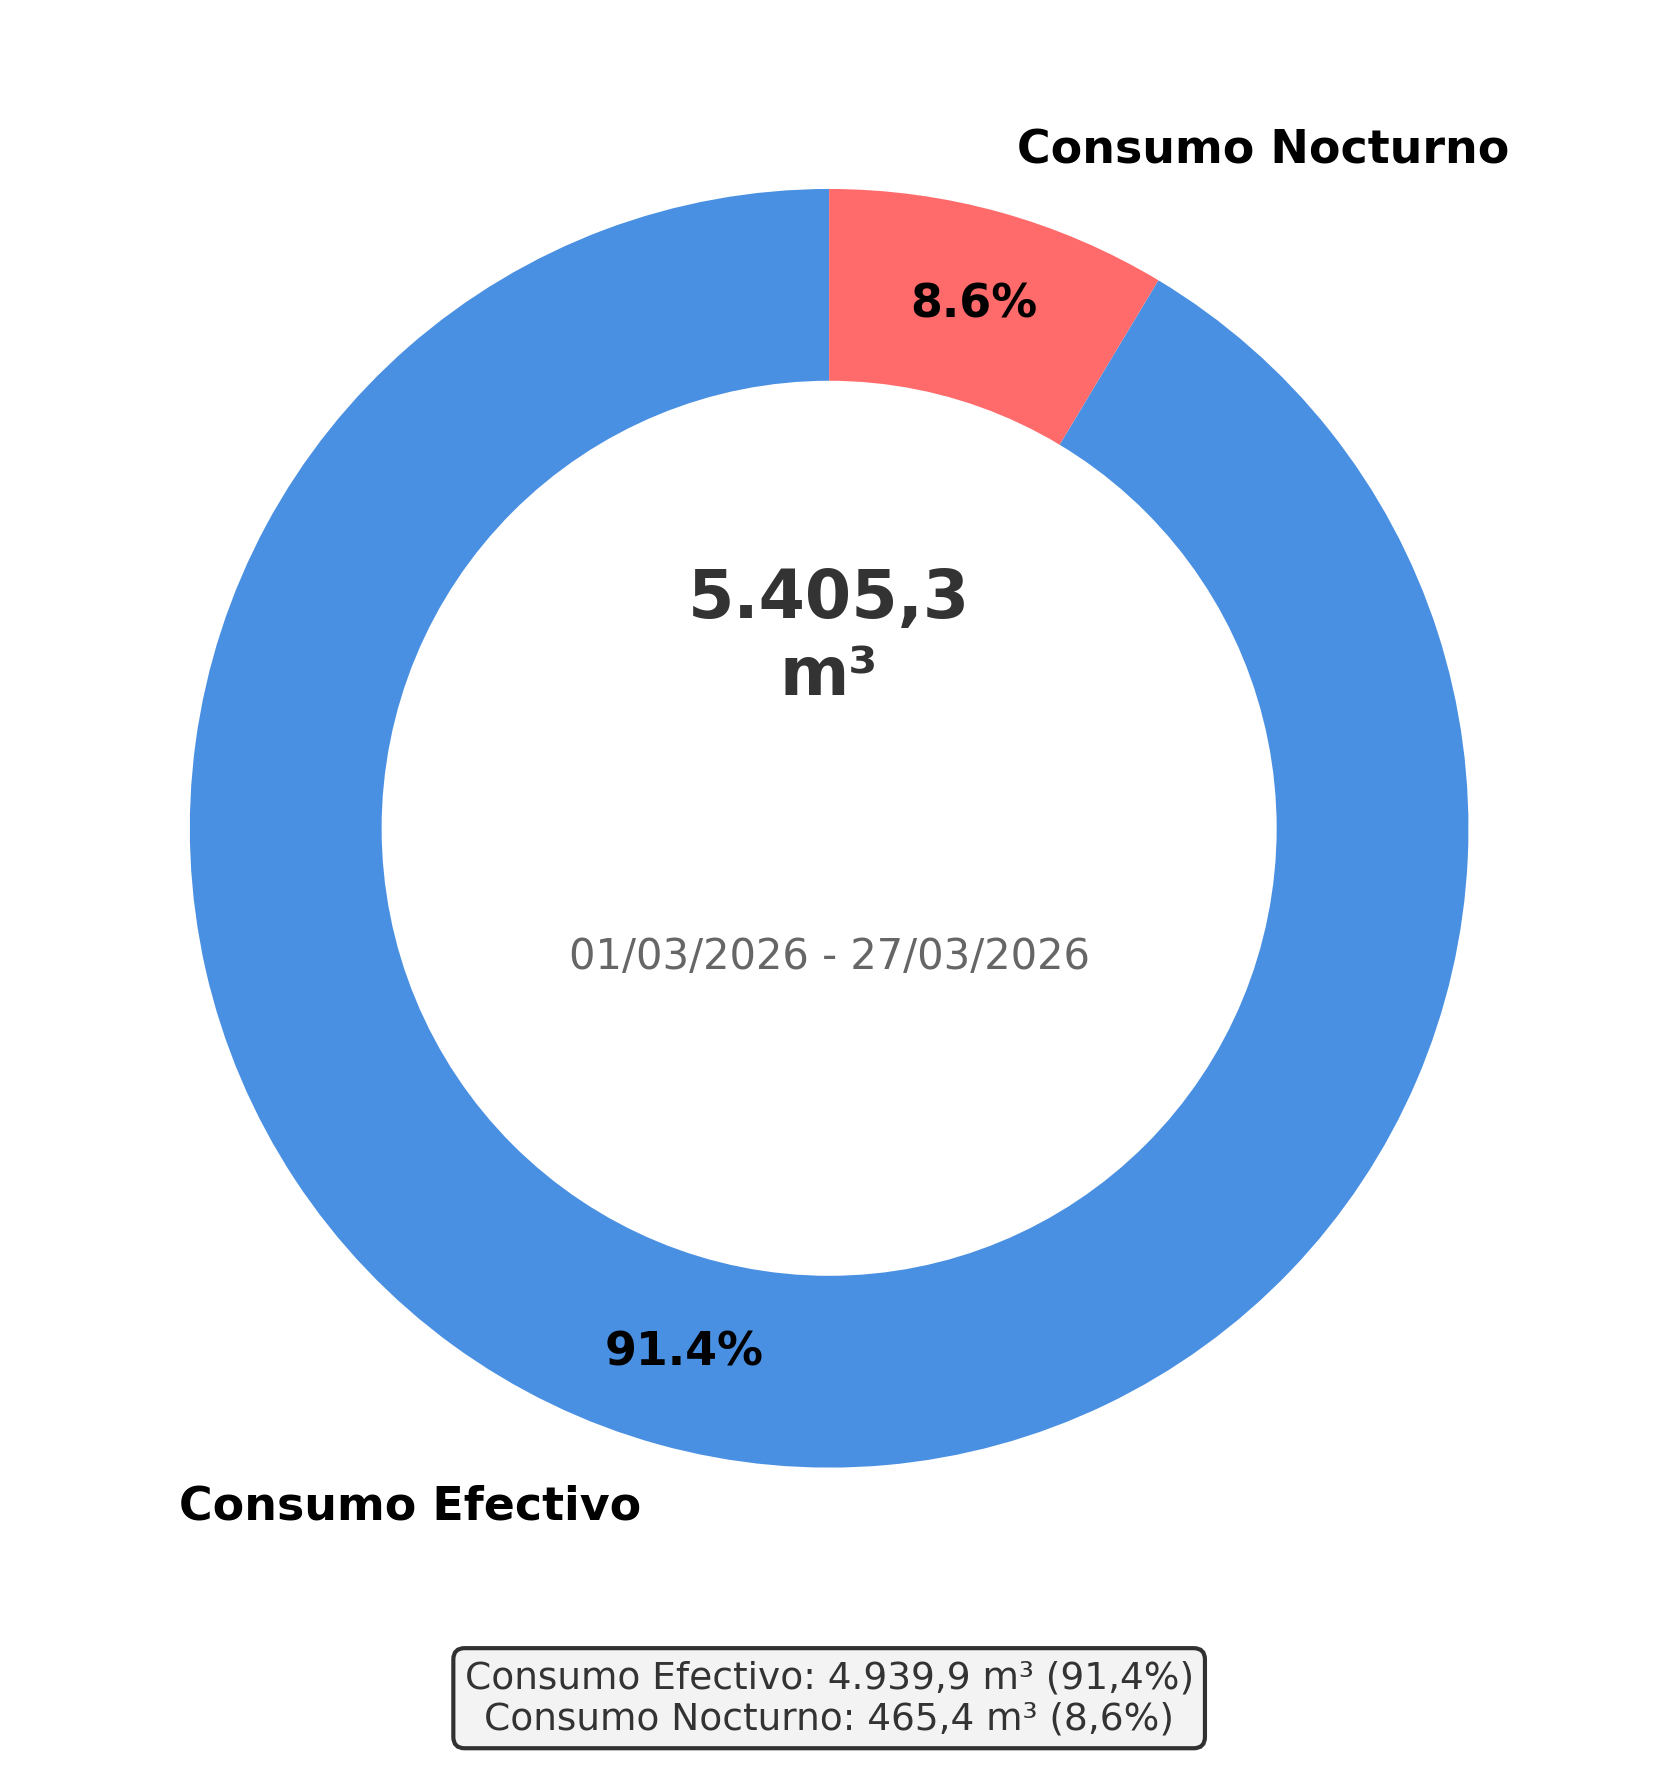 Consumo Nocturno
8.6%
5.405,3
m³
01/03/2026 - 27/03/2026
91.4%
Consumo Efectivo
Consumo Efectivo: 4.939,9 m³ (91,4%)
Consumo Nocturno: 465,4 m³ (8,6%)